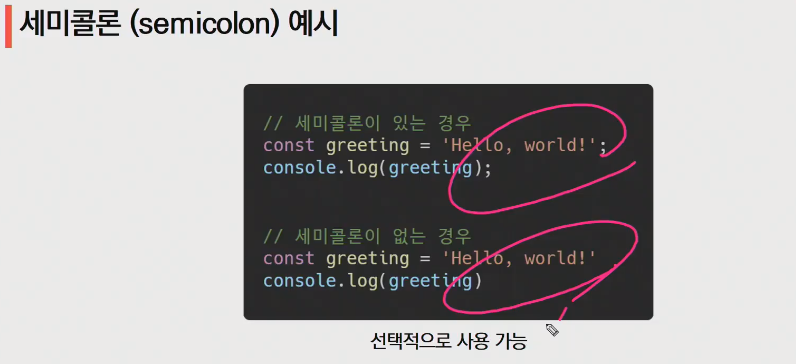 세미콜론 (semicolon) 예시
// 세미콜론이 있는 경우
const greeting = 'Hello, world!';
console.log(greeting);
// 세미콜론이 없는 경우
const greeting = 'Hello, world!'
console.log(greeting)
선택적으로 사용 가능